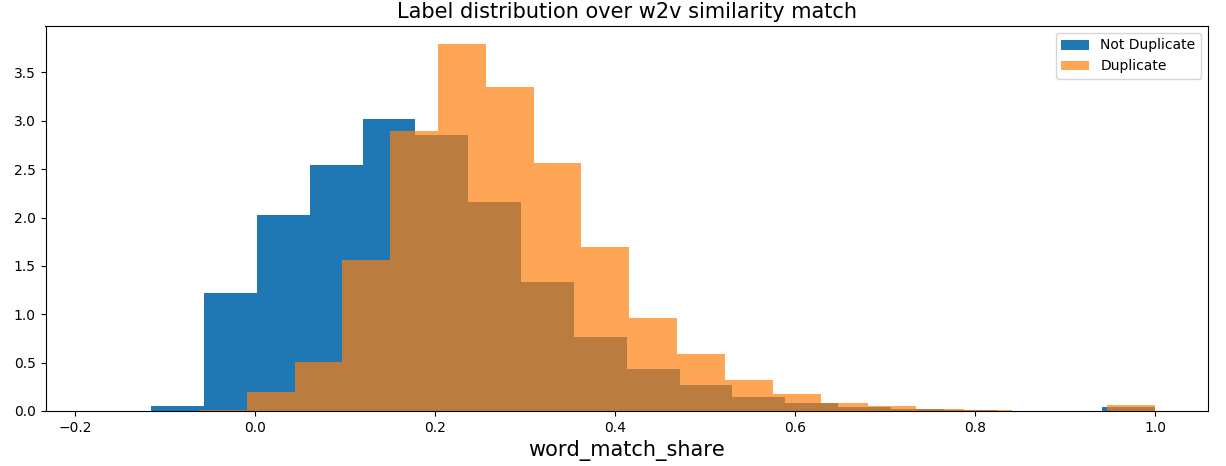 Label distribution over w2v similarity match
Not Duplicate
Duplicate
3.5
3.0
2.5
2.0
1.5
1.0
0.5
0.0
−0.2 0.0 0.2 0.4 0.6 0.8 1.0
word_match_share